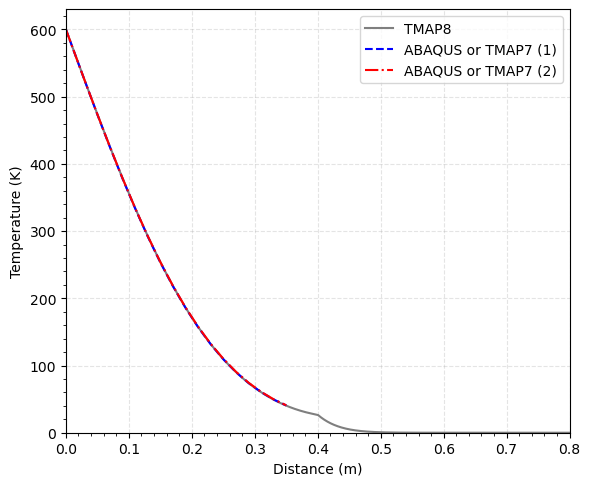 TMAP8
ABAQUS or TMAP7 (1)
ABAQUS or TMAP7 (2)
Temperature (K)
600
500
400
300
200
100
0
0.0 0.1 0.2 0.3 0.4 0.5 0.6 0.7 0.8
Distance (m)